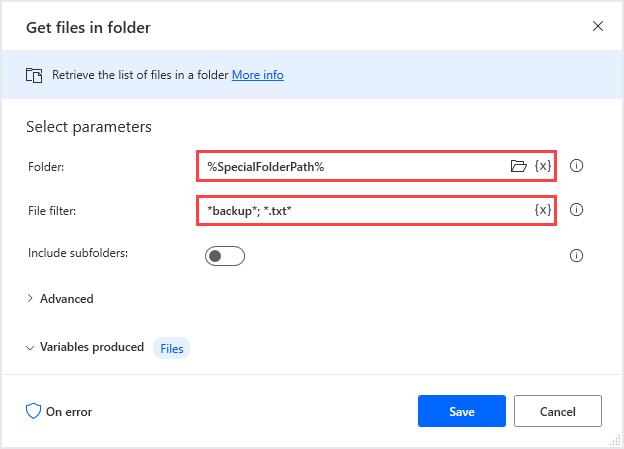 Get files in folder
Retrieve the list of files in a folder More info
Select parameters
Folder: %SpecialFolderPath% {x}
File filter: *backup*; *.txt* {x}
Include subfolders:
Advanced
Variables produced Files
On error Save Cancel